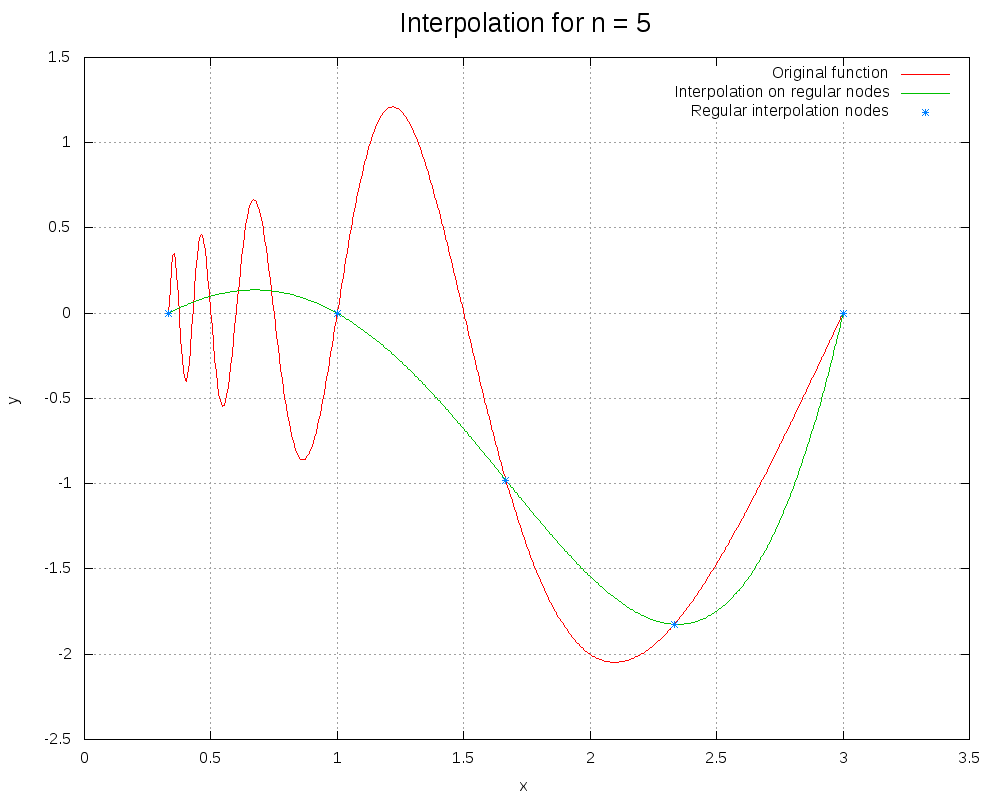 Interpolation for n = 5
1.5
1
0.5
0
-0.5
-1
-1.5
-2
-2.5
y
Original function
Interpolation on regular nodes
Regular interpolation nodes
0 0.5 1 1.5 2 2.5 3 3.5
x